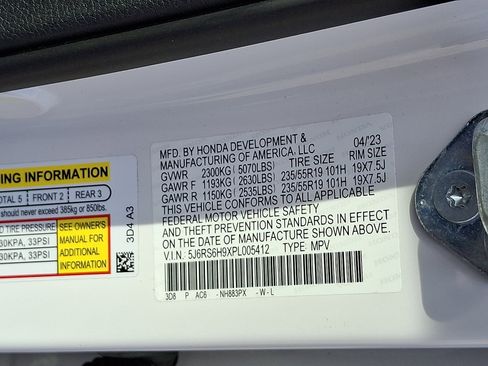 NG INFORMATION
OTAL 5 FRONT 2 REAR 3
should never exceed 385kg or 850lbs.
D TIRE PRESSURE
30KPA, 33PSI
30KPA, 33PSI
SEE OWNER'S
MANUAL FOR
ADDITIONAL
INFORMATION
3D4 A3
MFD. BY HONDA DEVELOPMENT & 04/23
MANUFACTURING OF AMERICA, LLC
GVWR 2300KG (5070LBS) TIRE SIZE RIM SIZE
GAWR F 1193KG (2630LBS) 235/55R19 101H 19X7.5J
GAWR R 1150KG (2535LBS) 235/55R19 101H 19X7.5J
THIS VEHICLE CONFORMS TO ALL APPLICABLE
FEDERAL MOTOR VEHICLE SAFETY
AND THEFT PREVENTION STANDARDS IN EFFECT
ON THE DATE OF MANUFACTURE SHOWN ABOVE.
V.I.N. 5J6RS6H9XPL005412 TYPE MPV
3D8 P AC6 -NH883PX -W-L